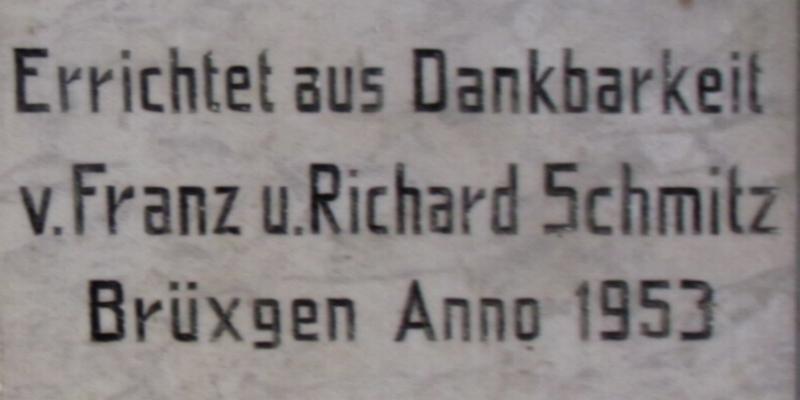 Errichtet aus Dankbarkeit
v. Franz u. Richard Schmitz
Brüxgen Anno 1953